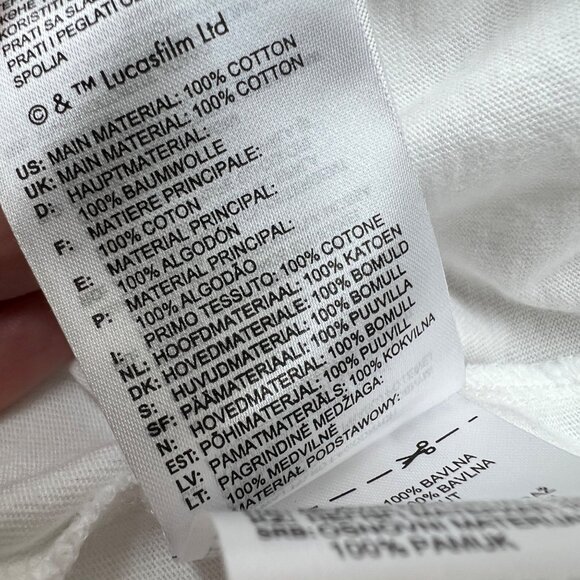 KORISTITI
PRATI SA SLA
PRATI I PEGLATI
SPOLJA
© & ™ Lucasfilm Ltd
US: MAIN MATERIAL: 100% COTTON
UK: MAIN MATERIAL: 100% COTTON
D: HAUPTMATERIAL:
100% BAUMWOLLE
F: MATIERE PRINCIPALE:
100% COTON
E: MATERIAL PRINCIPAL:
100% ALGODÓN
P: MATERIAL PRINCIPAL:
100% ALGODÃO
I: PRIMO TESSUTO: 100% COTONE
NL: HOOFDMATERIAAL: 100% KATOEN
DK: HOVEDMATERIALE: 100% BOMULD
S: HUVUDMATERIAL: 100% BOMULL
SF: PÄÄMATERIAALI: 100% PUUVILLA
N: HOVEDMATERIAL: 100% BOMULL
EST: PÕHIMATERJAL: 100% PUUVILL
LV: PAMATMATERIĀLS: 100% KOKVILNA
LT: PAGRINDINĖ MEDŽIAGA:
100% MEDVILNĖ
MATERIAŁ PODSTAWOWY:
100% BAVLNA
100% BAVLNA
SRB: OSNOVNI MATERIJA
100% PAMUK